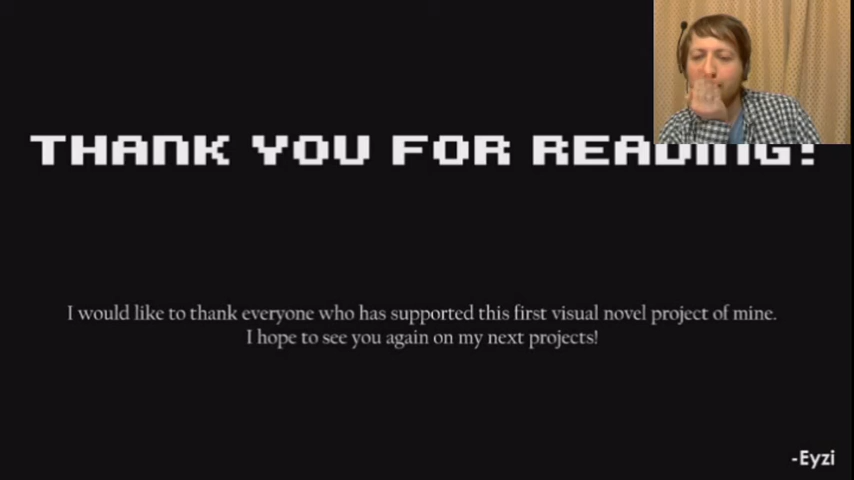 THANK YOU FOR READING!
I would like to thank everyone who has supported this first visual novel project of mine.
I hope to see you again on my next projects!
-Eyzi